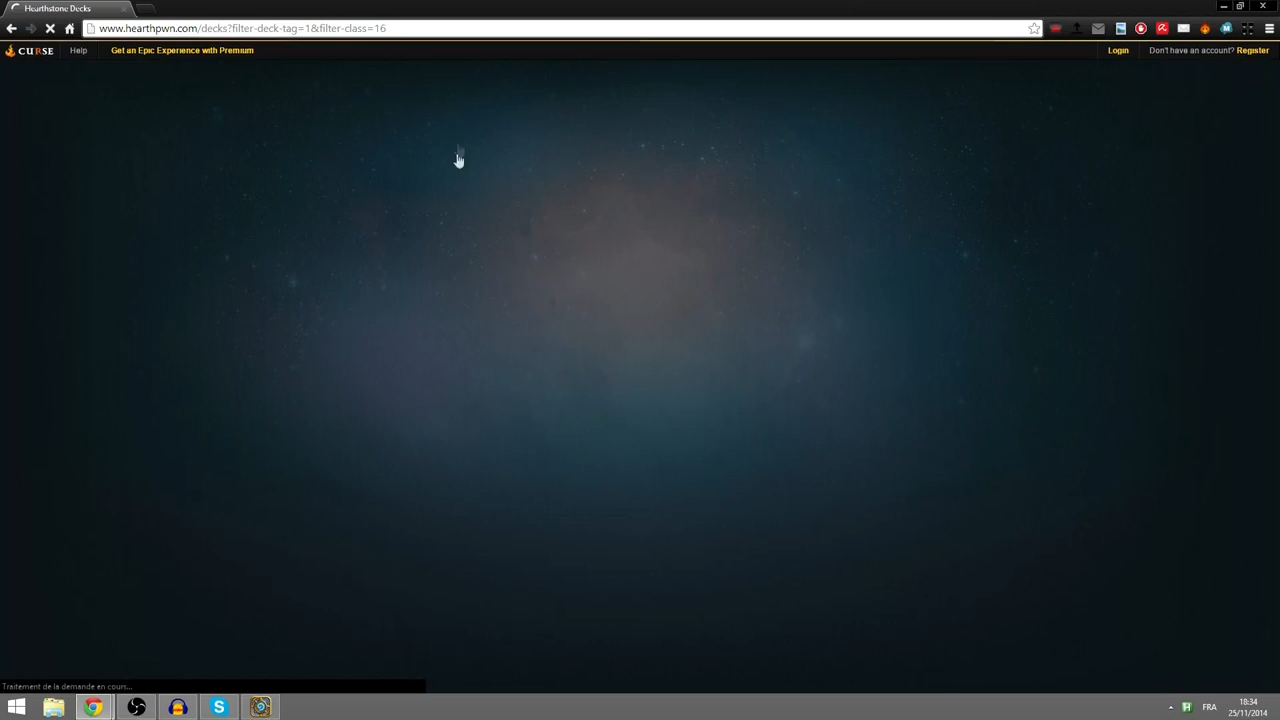 Hearthstone Decks
www.hearthpwn.com/decks?filter-deck-tag=1&filter-class=16
CURSE Help Get an Epic Experience with Premium Login Don't have an account? Register
Traitement de la demande en cours...
FRA
18:34
25/11/2014